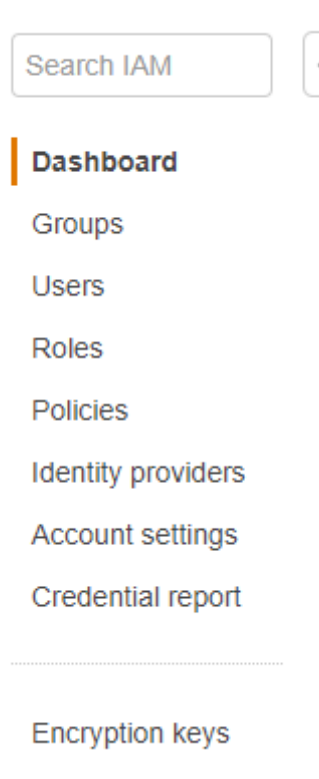 Search IAM
Dashboard
Groups
Users
Roles
Policies
Identity providers
Account settings
Credential report
Encryption keys